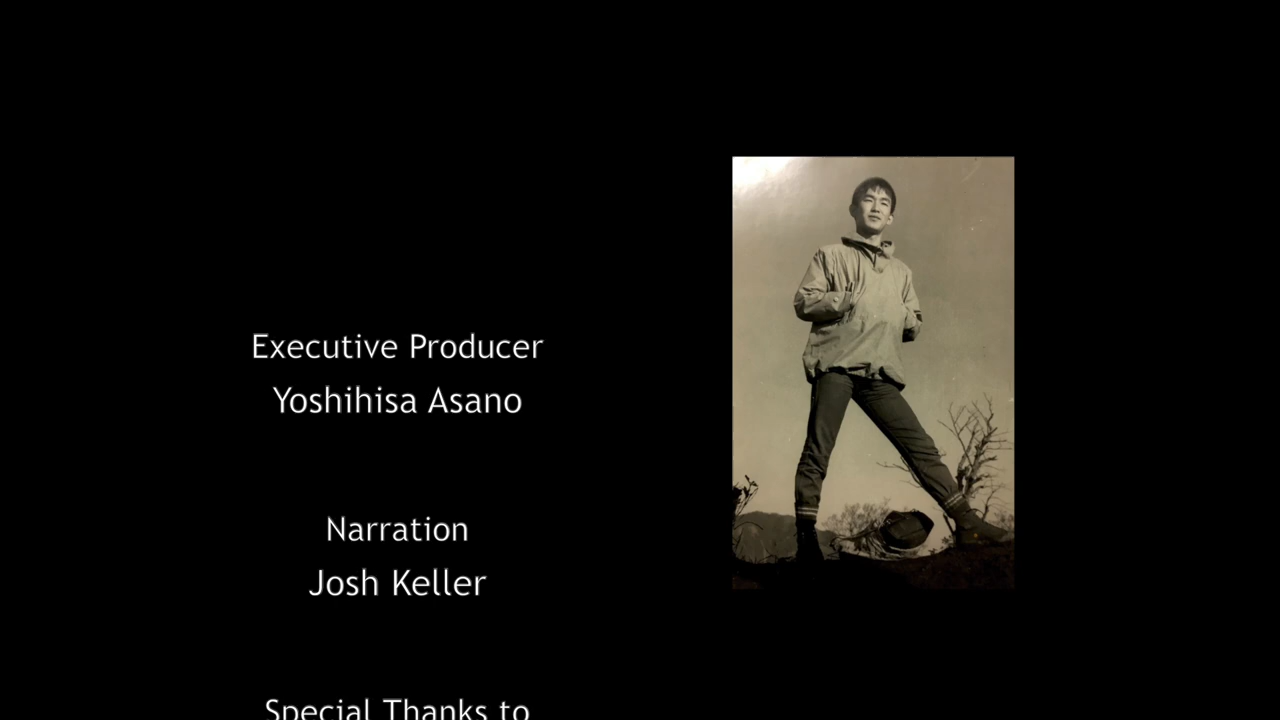 Executive Producer
Yoshihisa Asano
Narration
Josh Keller
Special Thanks to